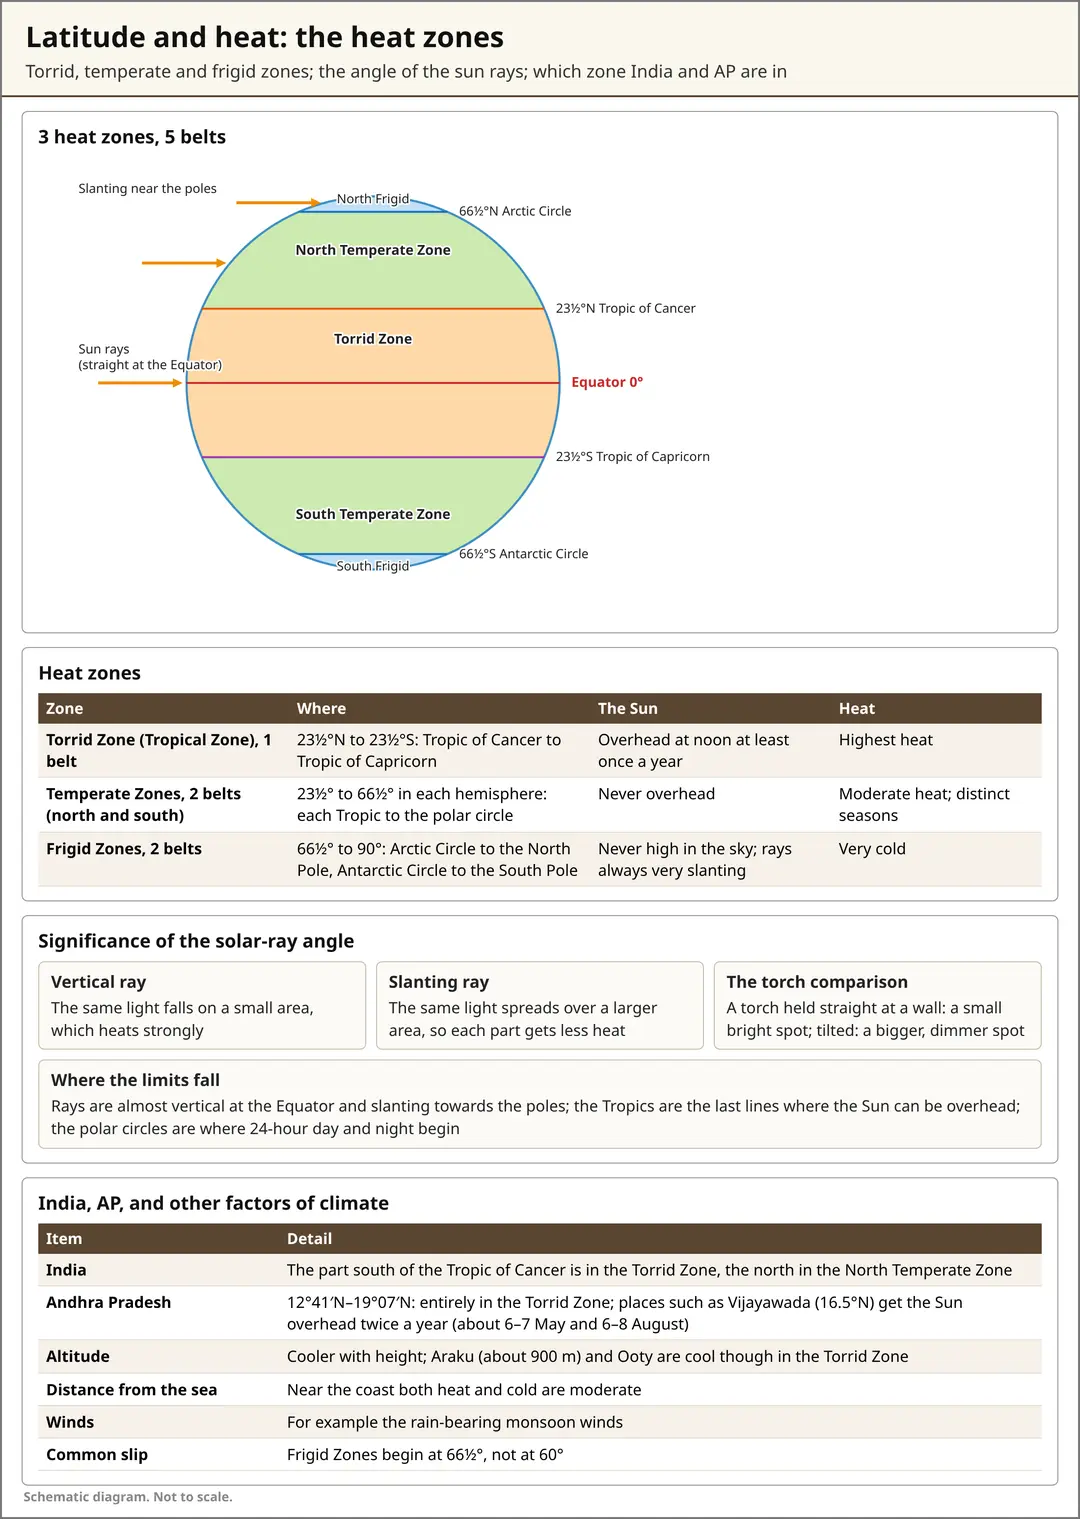 Latitude and heat: the heat zones
Torrid, temperate and frigid zones; the angle of the sun rays; which zone India and AP are in
3 heat zones, 5 belts
Slanting near the poles
North Frigid
66½°N Arctic Circle
North Temperate Zone
23½°N Tropic of Cancer
Torrid Zone
Sun rays
(straight at the Equator)
Equator 0°
23½°S Tropic of Capricorn
South Temperate Zone
66½°S Antarctic Circle
South Frigid
Heat zones
Zone Where The Sun Heat
Torrid Zone (Tropical Zone), 1 23½°N to 23½°S: Tropic of Cancer to Overhead at noon at least Highest heat
belt Tropic of Capricorn once a year
Temperate Zones, 2 belts 23½° to 66½° in each hemisphere: Never overhead Moderate heat; distinct
(north and south) each Tropic to the polar circle seasons
Frigid Zones, 2 belts 66½° to 90°: Arctic Circle to the North Never high in the sky; rays Very cold
Pole, Antarctic Circle to the South Pole always very slanting
Significance of the solar-ray angle
Vertical ray
The same light falls on a small area,
which heats strongly
Slanting ray
The same light spreads over a larger
area, so each part gets less heat
The torch comparison
A torch held straight at a wall: a small
bright spot; tilted: a bigger, dimmer spot
Where the limits fall
Rays are almost vertical at the Equator and slanting towards the poles; the Tropics are the last lines where the Sun can be overhead;
the polar circles are where 24-hour day and night begin
India, AP, and other factors of climate
Item Detail
India The part south of the Tropic of Cancer is in the Torrid Zone, the north in the North Temperate Zone
Andhra Pradesh 12°41′N–19°07′N: entirely in the Torrid Zone; places such as Vijayawada (16.5°N) get the Sun
overhead twice a year (about 6–7 May and 6–8 August)
Altitude Cooler with height; Araku (about 900 m) and Ooty are cool though in the Torrid Zone
Distance from the sea Near the coast both heat and cold are moderate
Winds For example the rain-bearing monsoon winds
Common slip Frigid Zones begin at 66½°, not at 60°
Schematic diagram. Not to scale.